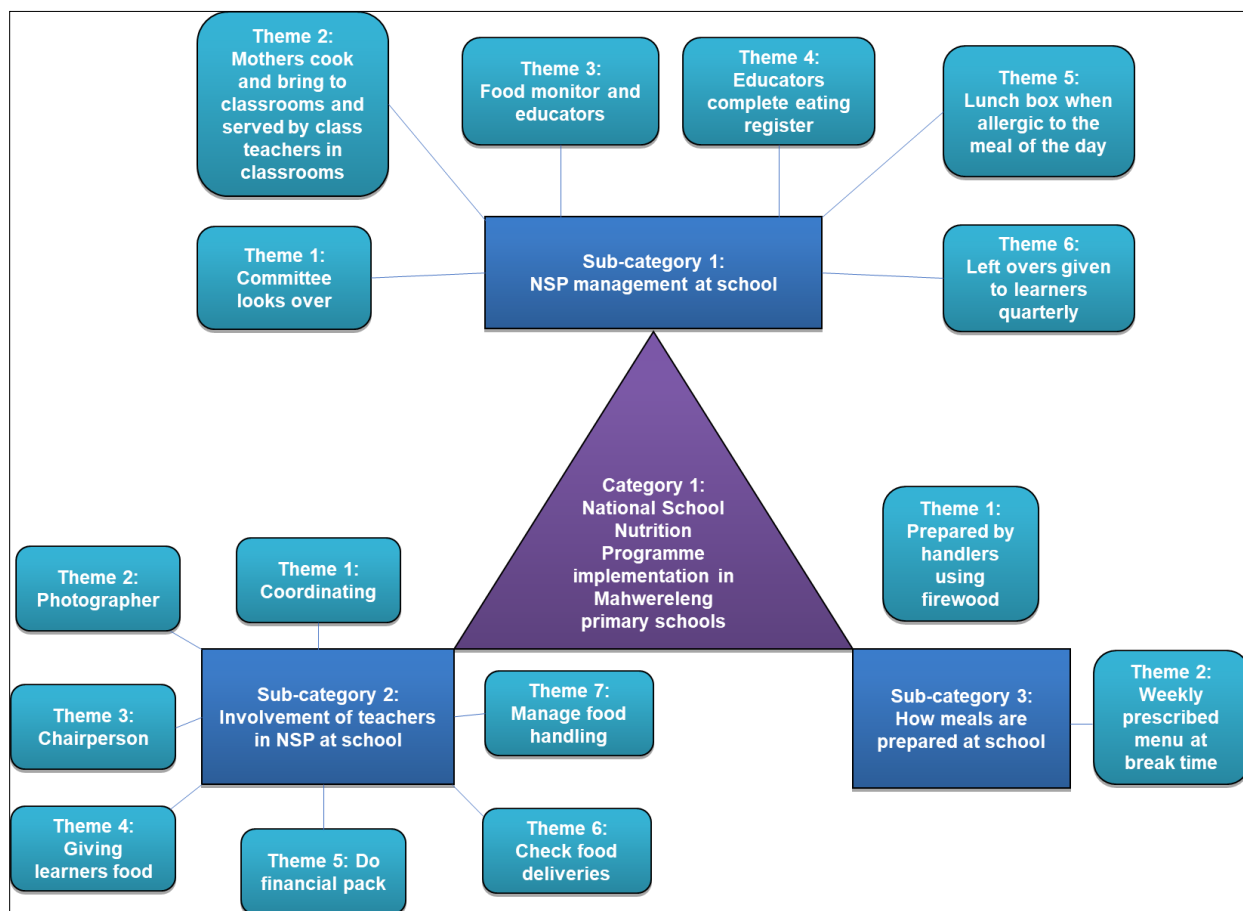 Theme 2:
Mothers cook
and bring to
classrooms and
served by class
teachers in
classrooms
Theme 3:
Food monitor and
educators
Theme 4:
Educators
complete eating
register
Theme 5:
Lunch box when
allergic to the
meal of the day
Theme 1:
Committee
looks over
Sub-category 1:
NSP management at school
Theme 6:
Left overs given
to learners
quarterly
Category 1:
National School
Nutrition
Programme
implementation in
Mahwereleng
primary schools
Theme 1:
Prepared by
handlers
using
firewood
Theme 2:
Photographer
Theme 1:
Coordinating
Theme 3:
Chairperson
Sub-category 2:
Involvement of teachers
in NSP at school
Theme 7:
Manage food
handling
Sub-category 3:
How meals are
prepared at school
Theme 2:
Weekly
prescribed
menu at
break time
Theme 4:
Giving
learners food
Theme 5: Do
financial pack
Theme 6:
Check food
deliveries